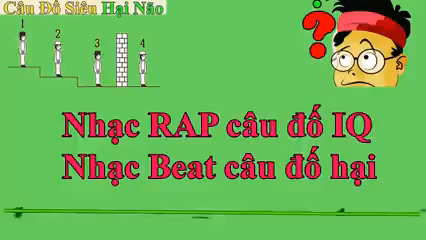 Câu Đố Siêu Hại Não
1 2 3 4
Nhạc RAP câu đố IQ
Nhạc Beat câu đố hại